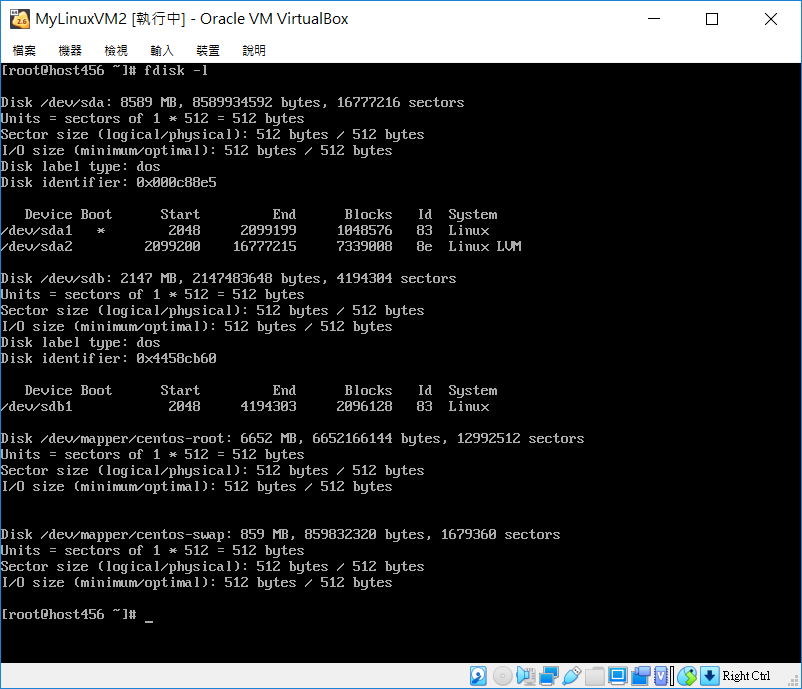 MyLinuxVM2 [執行中] - Oracle VM VirtualBox
檔案 機器 檢視 輸入 裝置 說明
[root@host456 ~]# fdisk -l
Disk /dev/sda: 8589 MB, 8589934592 bytes, 16777216 sectors
Units = sectors of 1 * 512 = 512 bytes
Sector size (logical/physical): 512 bytes / 512 bytes
I/O size (minimum/optimal): 512 bytes / 512 bytes
Disk label type: dos
Disk identifier: 0x000c88e5
Device Boot Start End Blocks Id System
/dev/sda1 * 2048 2099199 1048576 83 Linux
/dev/sda2 2099200 16777215 7339008 8e Linux LVM
Disk /dev/sdb: 2147 MB, 2147483648 bytes, 4194304 sectors
Units = sectors of 1 * 512 = 512 bytes
Sector size (logical/physical): 512 bytes / 512 bytes
I/O size (minimum/optimal): 512 bytes / 512 bytes
Disk label type: dos
Disk identifier: 0x4458cb60
Device Boot Start End Blocks Id System
/dev/sdb1 2048 4194303 2096128 83 Linux
Disk /dev/mapper/centos-root: 6652 MB, 6652166144 bytes, 12992512 sectors
Units = sectors of 1 * 512 = 512 bytes
Sector size (logical/physical): 512 bytes / 512 bytes
I/O size (minimum/optimal): 512 bytes / 512 bytes
Disk /dev/mapper/centos-swap: 859 MB, 859832320 bytes, 1679360 sectors
Units = sectors of 1 * 512 = 512 bytes
Sector size (logical/physical): 512 bytes / 512 bytes
I/O size (minimum/optimal): 512 bytes / 512 bytes
[root@host456 ~]# _
Right Ctrl